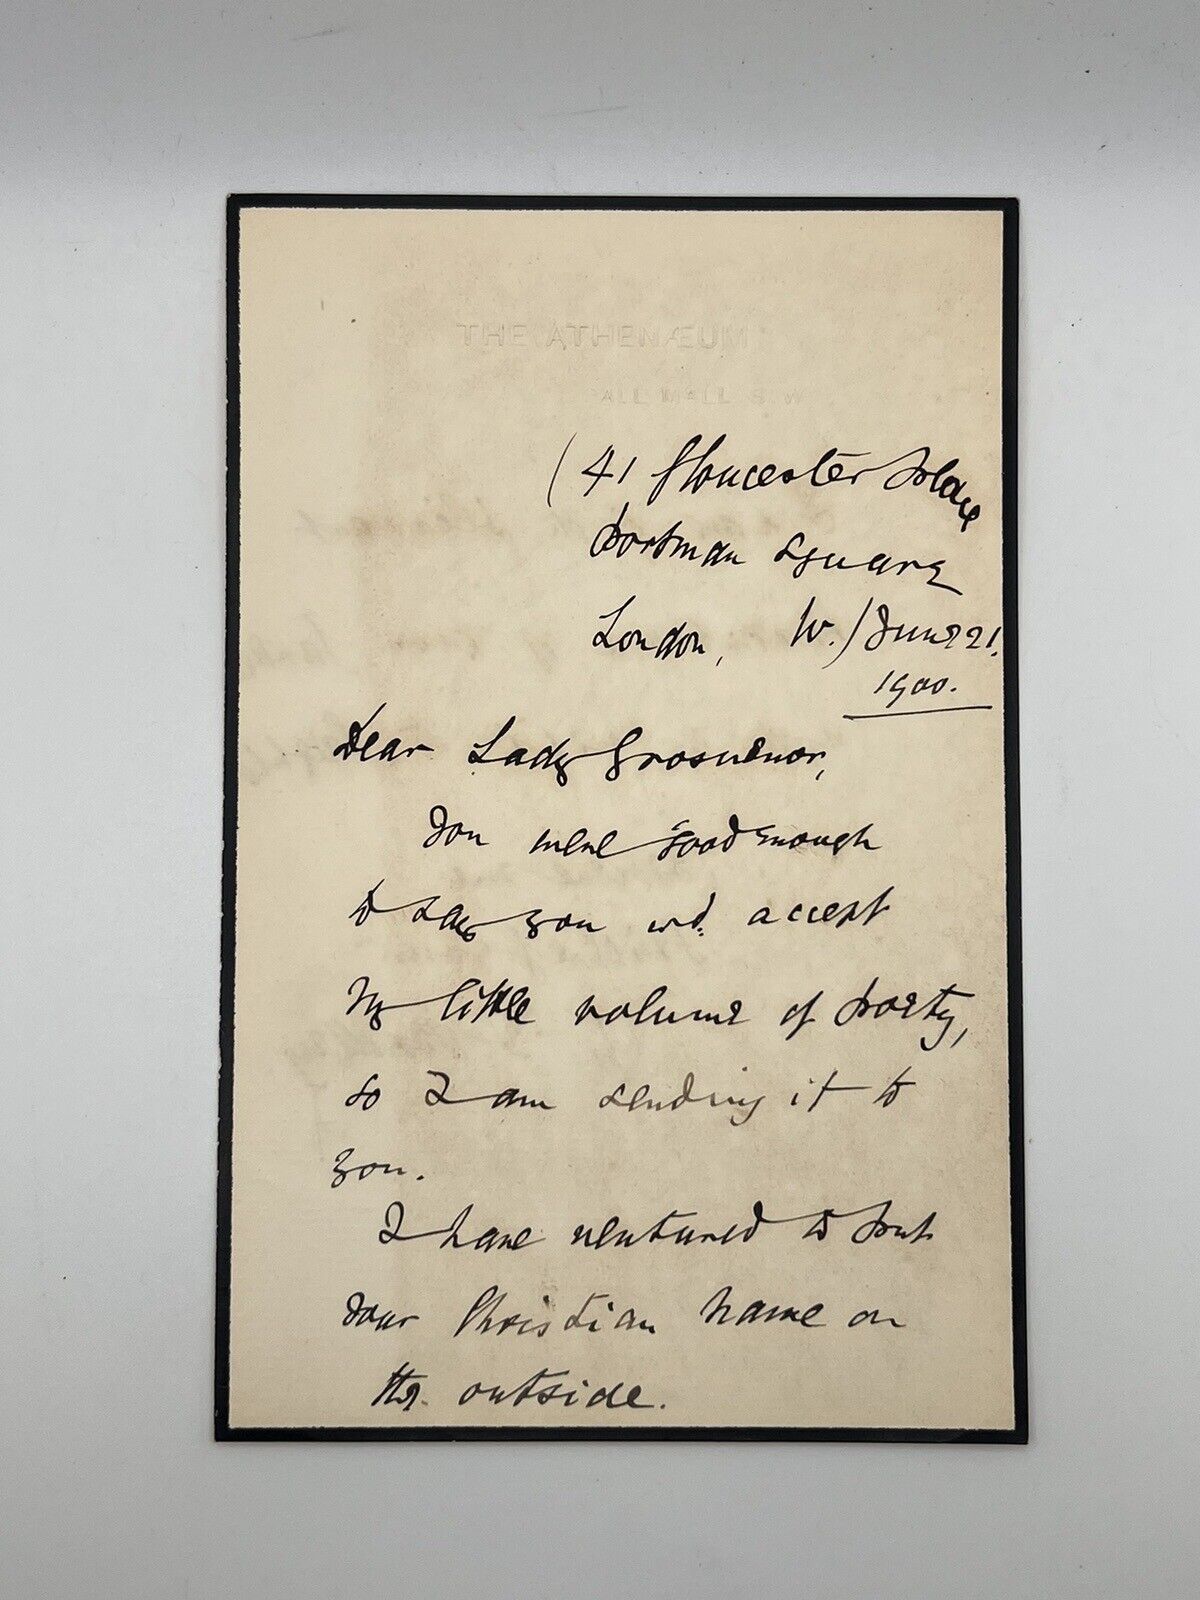 THE ATHENÆUM
PALL MALL S.W
(41 Gloucester Place
Portman Square
London, W.) June 21.
1900.
Dear Lady Grosvenor,
You were good enough
to say you wd. accept
my little volume of poetry,
so I am sending it to
you.
I have ventured to put
your Christian name on
the outside.